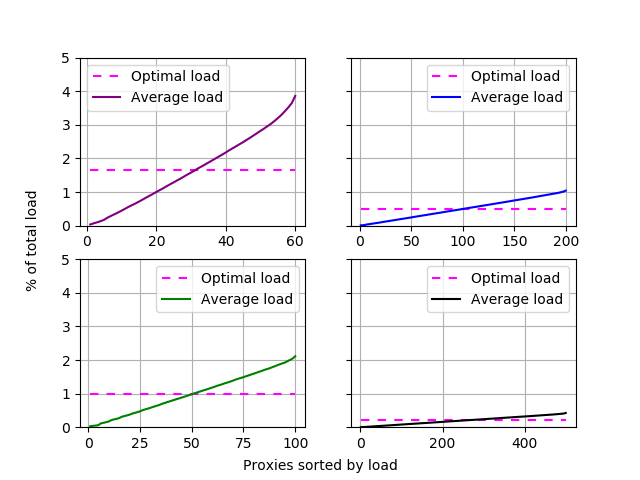 % of total load
5
4
3
2
1
0
Optimal load
Average load
0 20 40 60
Optimal load
Average load
0 50 100 150 200
5
4
3
2
1
0
Optimal load
Average load
0 25 50 75 100
Optimal load
Average load
0 200 400
Proxies sorted by load